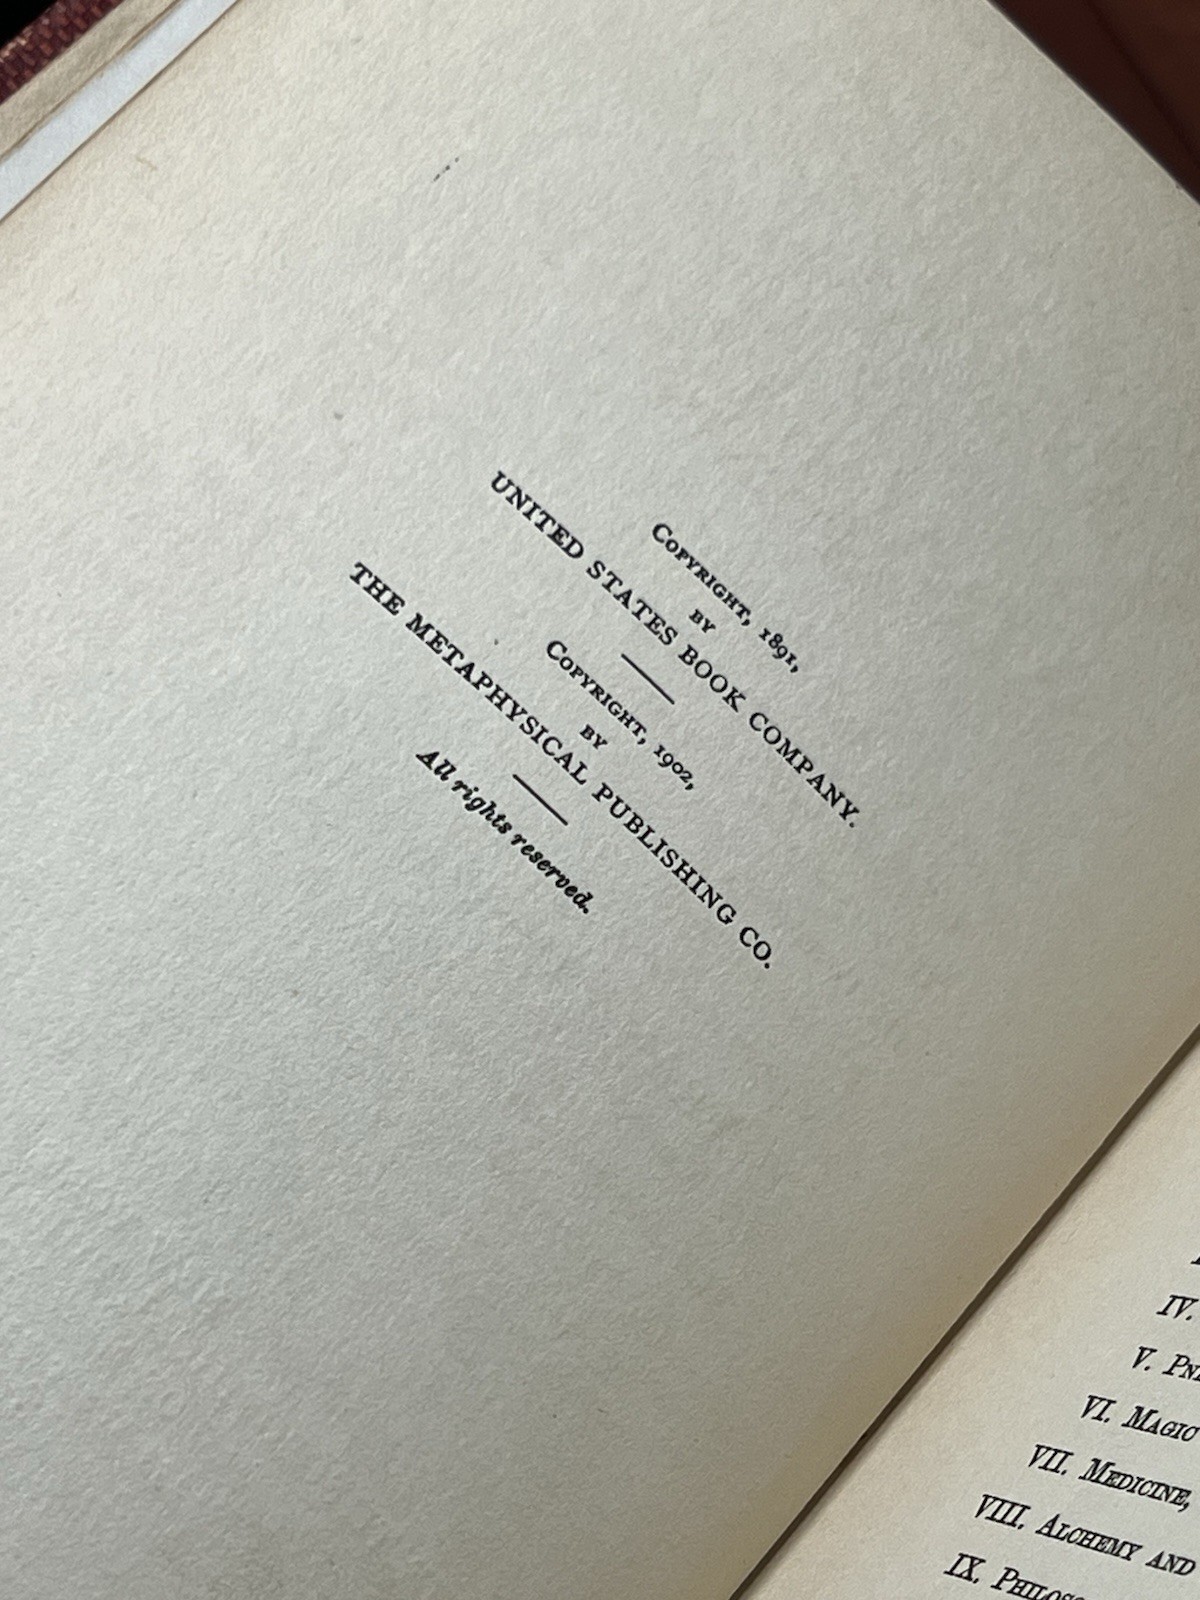 Copyright, 1891,
BY
UNITED STATES BOOK COMPANY.
Copyright, 1902,
BY
THE METAPHYSICAL PUBLISHING CO.
All rights reserved.
IV.
V.
VI. Magic
VII. Medicine,
VIII. Alchemy and
IX.